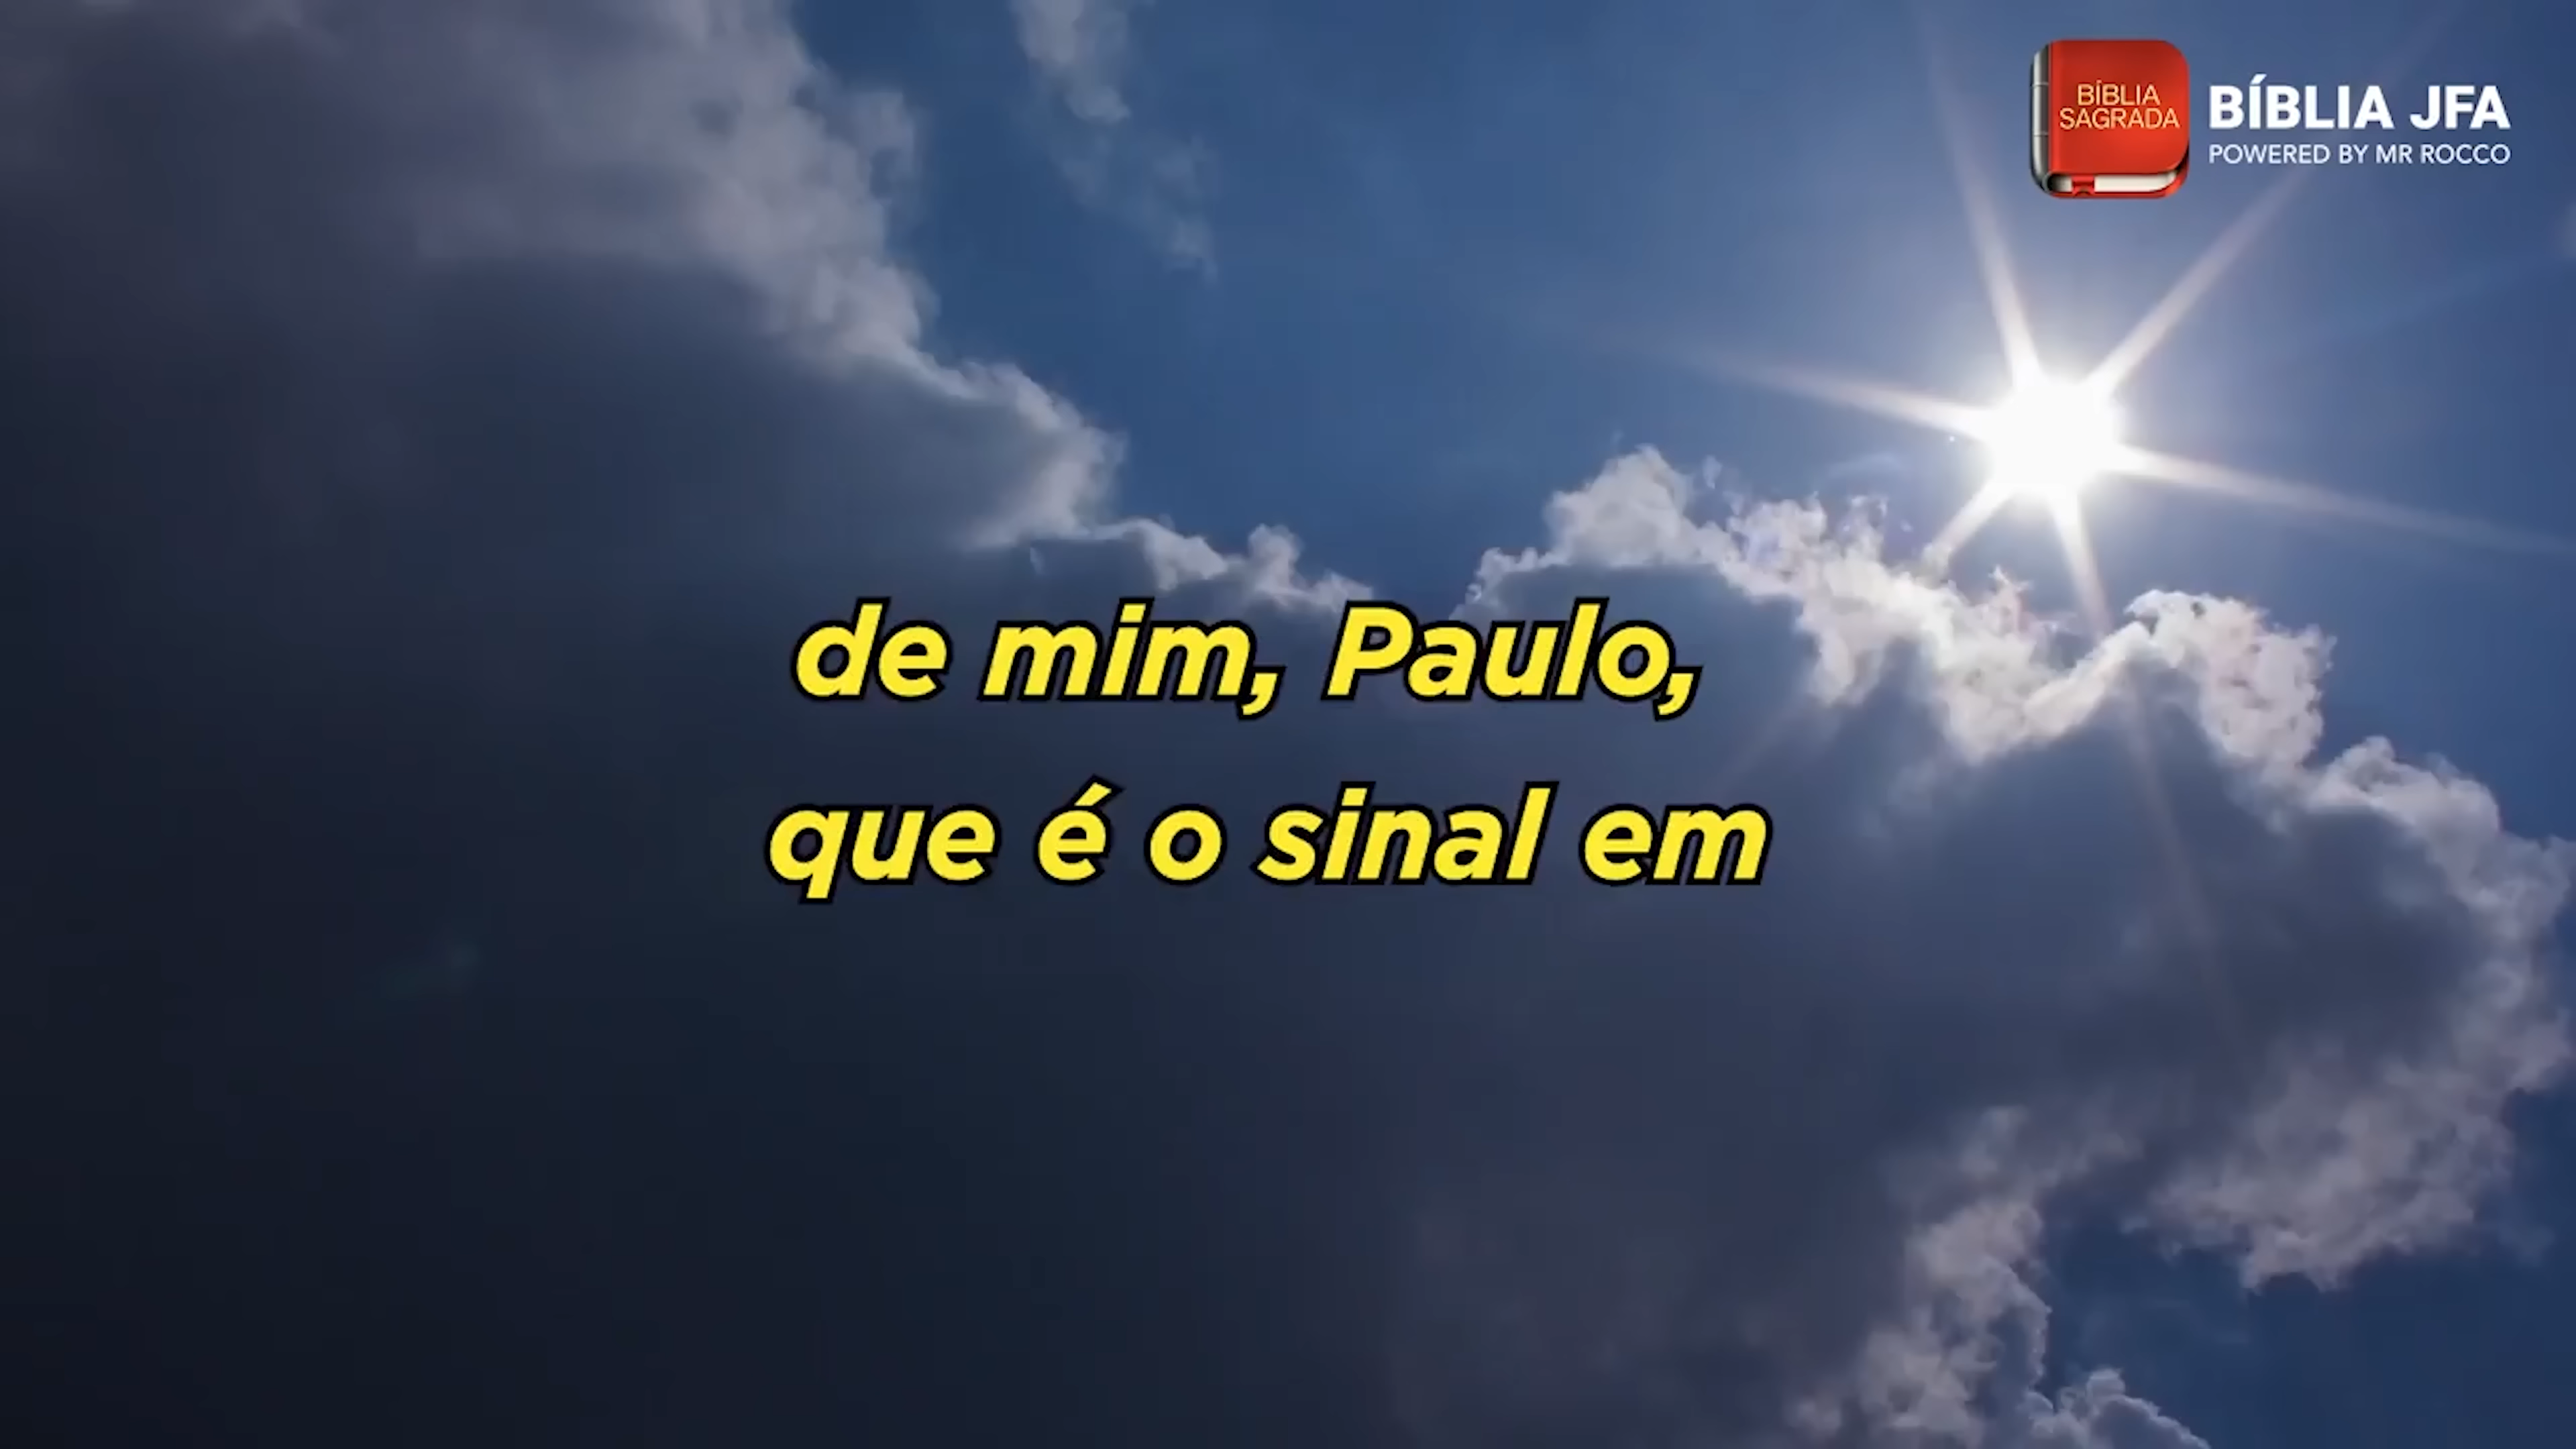 BÍBLIA
SAGRADA
BÍBLIA JFA
POWERED BY MR ROCCO
de mim, Paulo,
que é o sinal em